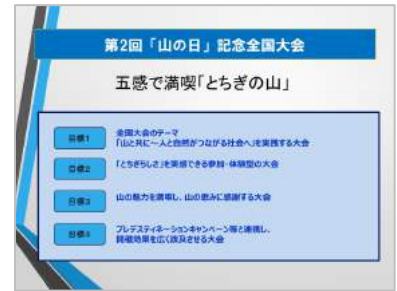 第2回「山の日」記念全国大会
五感で満喫「とちぎの山」
目標1
全国大会のテーマ
「山と共に～人と自然がつながる社会へ」を実践する大会
目標2
「とちぎらしさ」を実感できる参加・体験型の大会
目標3
山の魅力を満喫し、山の恵みに感謝する大会
目標4
プレデスティネーションキャンペーン等と連携し、
開催効果を広く波及させる大会